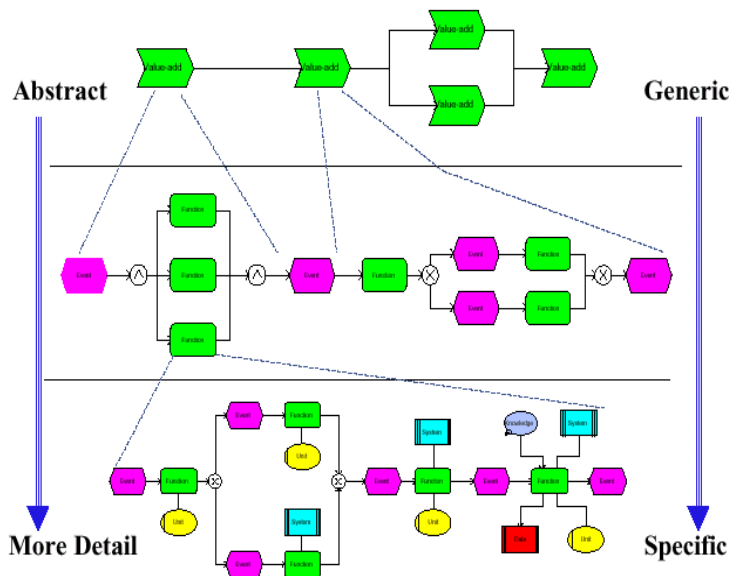 Value-add
Abstract
Value-add
Value-add
Value-add
Generic
Value-add
Function
Event
Function
Event
Function
Event
Function
Event
Function
Event
Function
Event
Function
Knowledge
System
Event
Function
System
Unit
Event
Function
Event
Function
Event
Function
Event
Unit
System
Unit
Data
Unit
More Detail
Specific
Event
Function